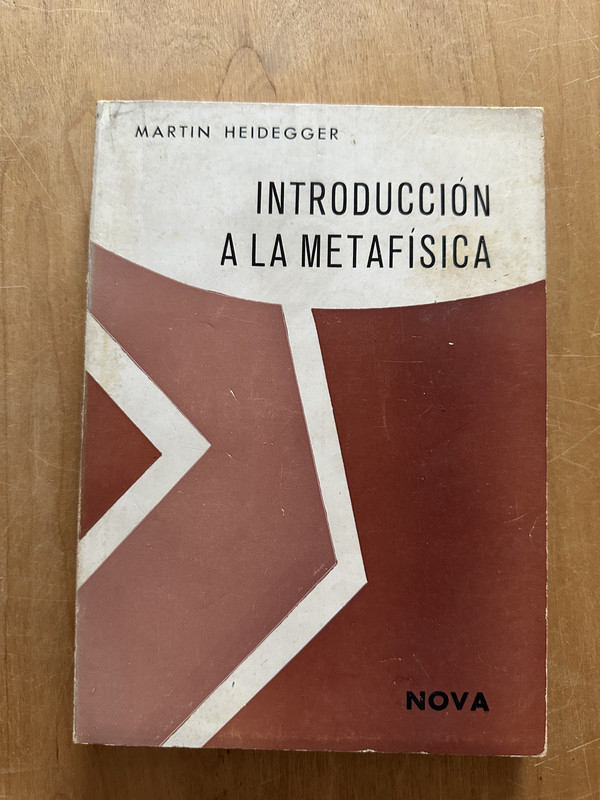 MARTIN HEIDEGGER
INTRODUCCIÓN
A LA METAFÍSICA
NOVA